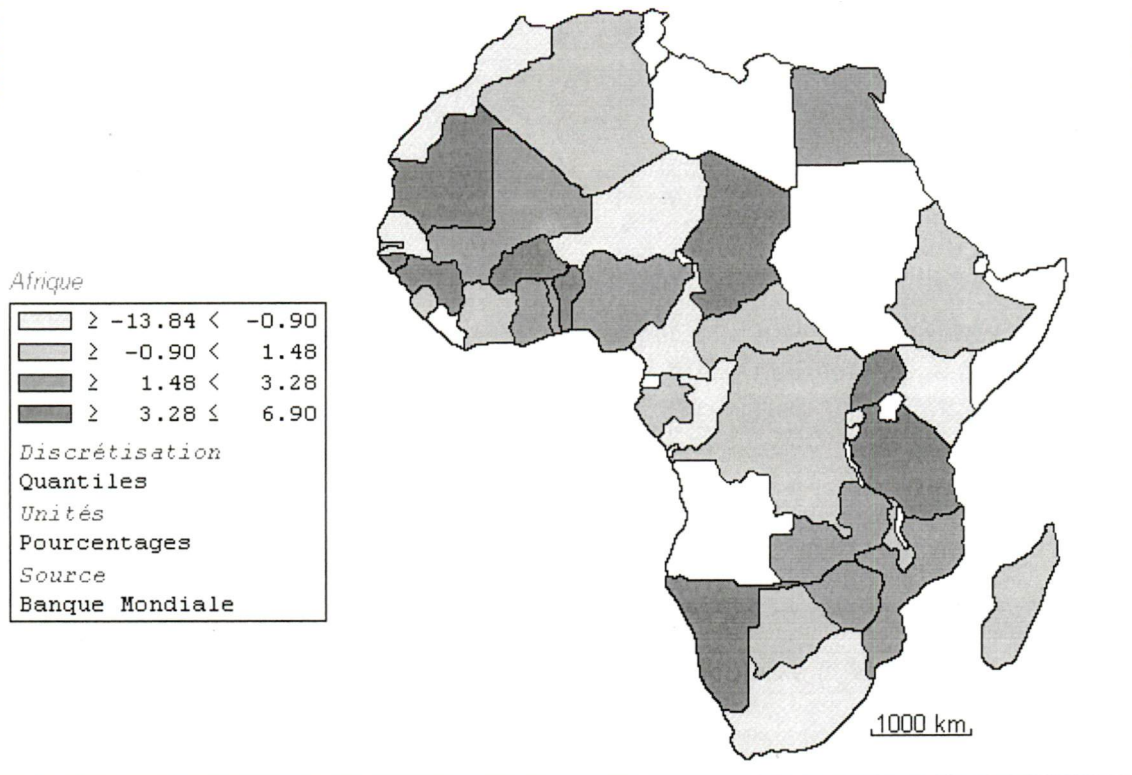 Afrique
≥ -13.84 < -0.90
≥ -0.90 < 1.48
≥ 1.48 < 3.28
≥ 3.28 ≤ 6.90
Discrétisation
Quantiles
Unités
Pourcentages
Source
Banque Mondiale
1000 km